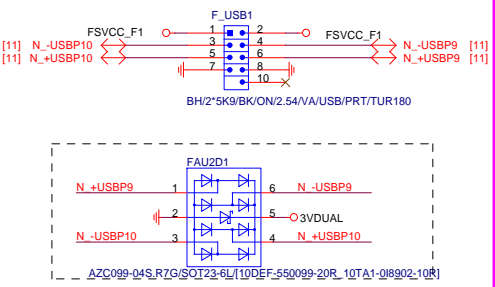 F_USB1
FSVCC_F1 1 2 FSVCC_F1
[11] N_-USBP10 3 4 N_-USBP9 [11]
[11] N_+USBP10 5 6 N_+USBP9 [11]
7 8
10
BH/2*5K9/BK/ON/2.54/VA/USB/PRT/TUR180
FAU2D1
N_+USBP9 1 6 N_-USBP9
2 5 3VDUAL
N_-USBP10 3 4 N_+USBP10
AZC099-04S.R7G/SOT23-6L/[10DEF-550099-20R_10TA1-0I8902-10R]